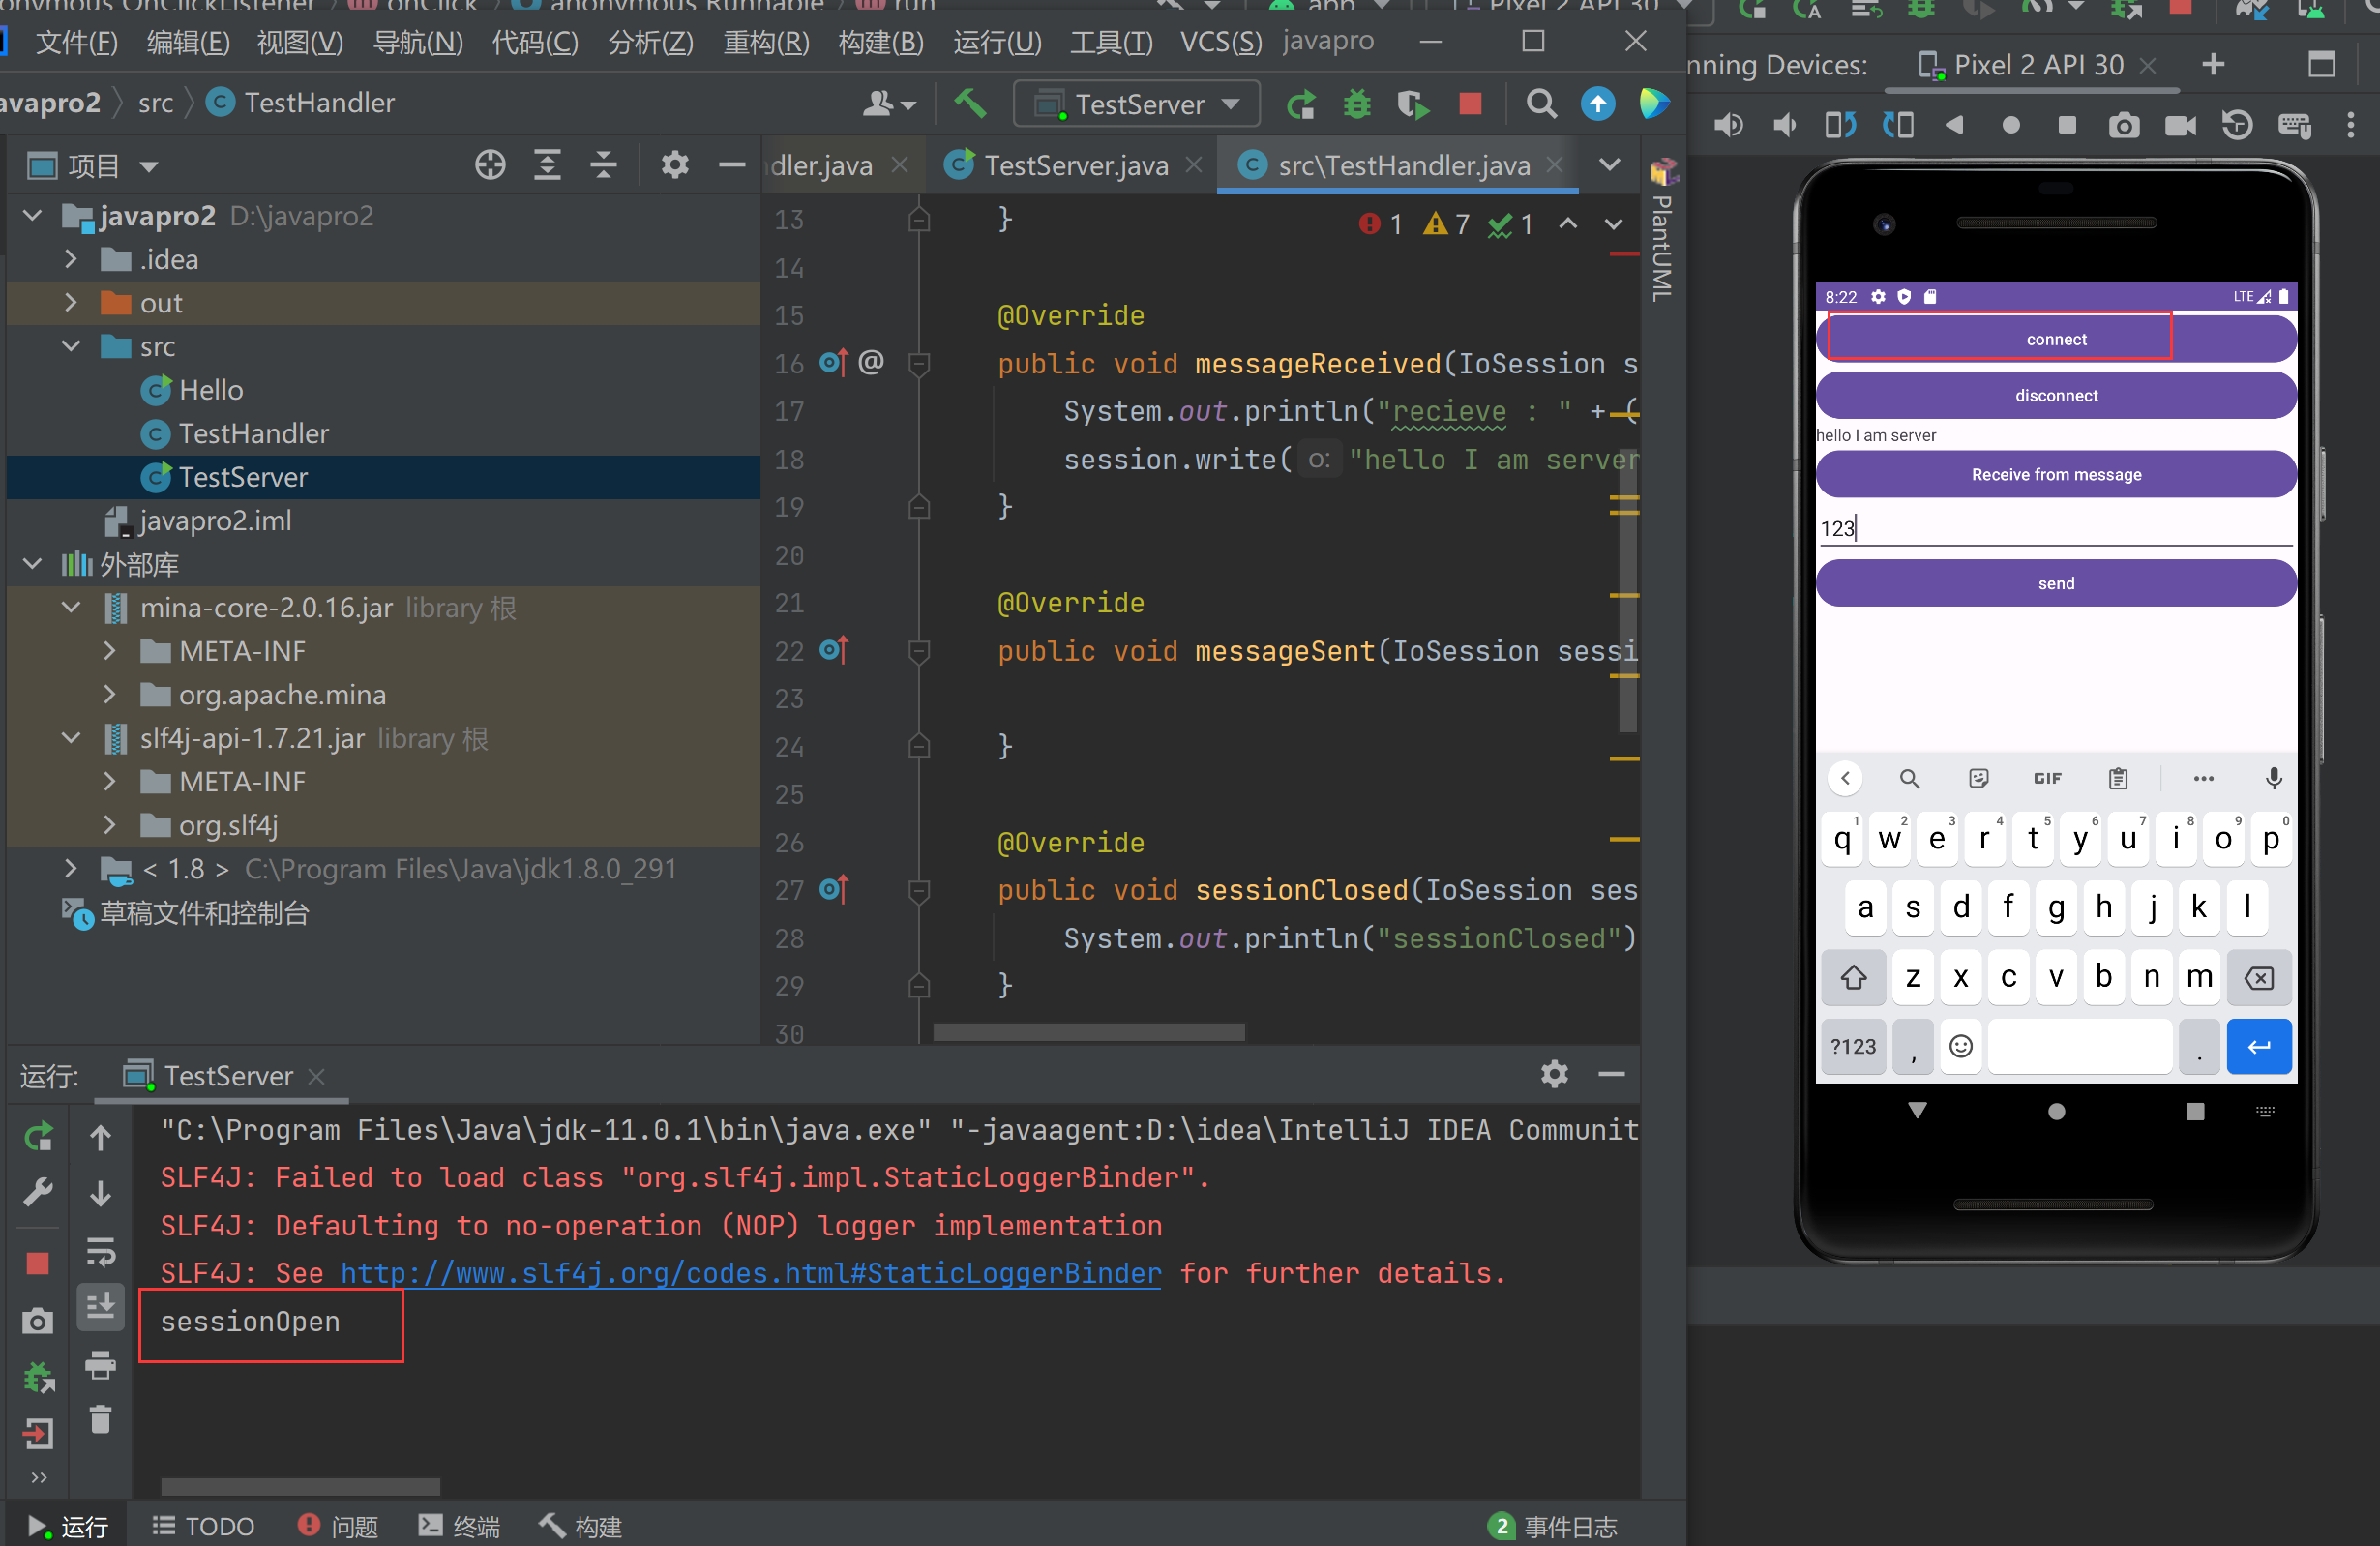 onymous OnClickListener onClick anonymous Runnable run app Pixel 2 API 30
文件(F) 编辑(E) 视图(V) 导航(N) 代码(C) 分析(Z) 重构(R) 构建(B) 运行(U) 工具(T) VCS(S) javapro
avapro2 src TestHandler
TestServer
项目
ndler.java
TestServer.java
src\TestHandler.java
javapro2 D:\javapro2
.idea
out
src
Hello
TestHandler
TestServer
javapro2.iml
外部库
mina-core-2.0.16.jar library 根
META-INF
org.apache.mina
slf4j-api-1.7.21.jar library 根
META-INF
org.slf4j
< 1.8 > C:\Program Files\Java\jdk1.8.0_291
草稿文件和控制台
1 7 1
13 }
14
15 @Override
16 @ public void messageReceived(IoSession s
17 System.out.println("recieve : " + (
18 session.write( o: "hello I am server
19 }
20
21 @Override
22 public void messageSent(IoSession sessi
23
24 }
25
26 @Override
27 public void sessionClosed(IoSession ses
28 System.out.println("sessionClosed")
29 }
30
PlantUML
运行: TestServer
"C:\Program Files\Java\jdk-11.0.1\bin\java.exe" "-javaagent:D:\idea\IntelliJ IDEA Communit
SLF4J: Failed to load class "org.slf4j.impl.StaticLoggerBinder".
SLF4J: Defaulting to no-operation (NOP) logger implementation
SLF4J: See http://www.slf4j.org/codes.html#StaticLoggerBinder for further details.
sessionOpen
运行 TODO 问题 终端 构建 2 事件日志
nning Devices: Pixel 2 API 30
8:22 LTE
connect
disconnect
hello I am server
Receive from message
123
send
GIF
q 1 w 2 e 3 r 4 t 5 y 6 u 7 i 8 o 9 p 0
a s d f g h j k l
z x c v b n m
?123 , .